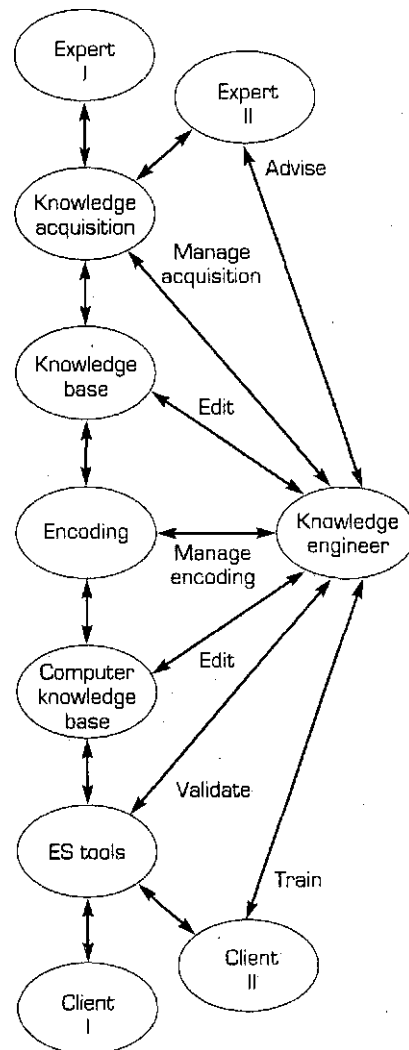 Expert
I
Expert
II
Advise
Knowledge
acquisition
Manage
acquisition
Knowledge
base
Edit
Encoding
Manage
encoding
Knowledge
engineer
Computer
knowledge
base
Edit
Validate
ES tools
Train
Client
I
Client
II